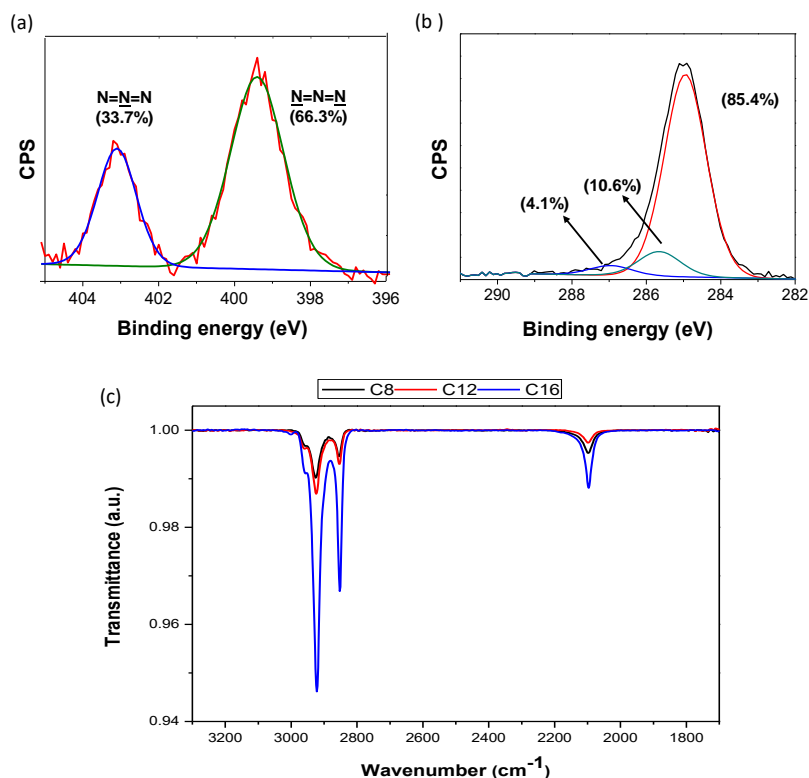 (a)
N=N=N
(33.7%)
N=N=N
(66.3%)
CPS
404 402 400 398 396
Binding energy (eV)
(b)
(85.4%)
(10.6%)
(4.1%)
CPS
290 288 286 284 282
Binding energy (eV)
(c)
C8 C12 C16
1.00
0.98
0.96
0.94
Transmittance (a.u.)
3200 3000 2800 2600 2400 2200 2000 1800
Wavenumber (cm⁻¹)